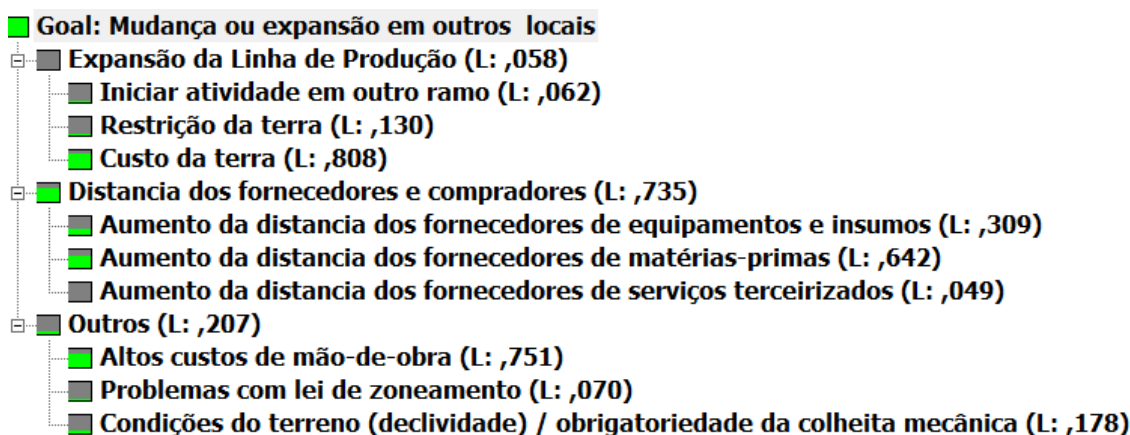 Goal: Mudança ou expansão em outros locais
Expansão da Linha de Produção (L: ,058)
Iniciar atividade em outro ramo (L: ,062)
Restrição da terra (L: ,130)
Custo da terra (L: ,808)
Distancia dos fornecedores e compradores (L: ,735)
Aumento da distancia dos fornecedores de equipamentos e insumos (L: ,309)
Aumento da distancia dos fornecedores de matérias-primas (L: ,642)
Aumento da distancia dos fornecedores de serviços terceirizados (L: ,049)
Outros (L: ,207)
Altos custos de mão-de-obra (L: ,751)
Problemas com lei de zoneamento (L: ,070)
Condições do terreno (declividade) / obrigatoriedade da colheita mecânica (L: ,178)